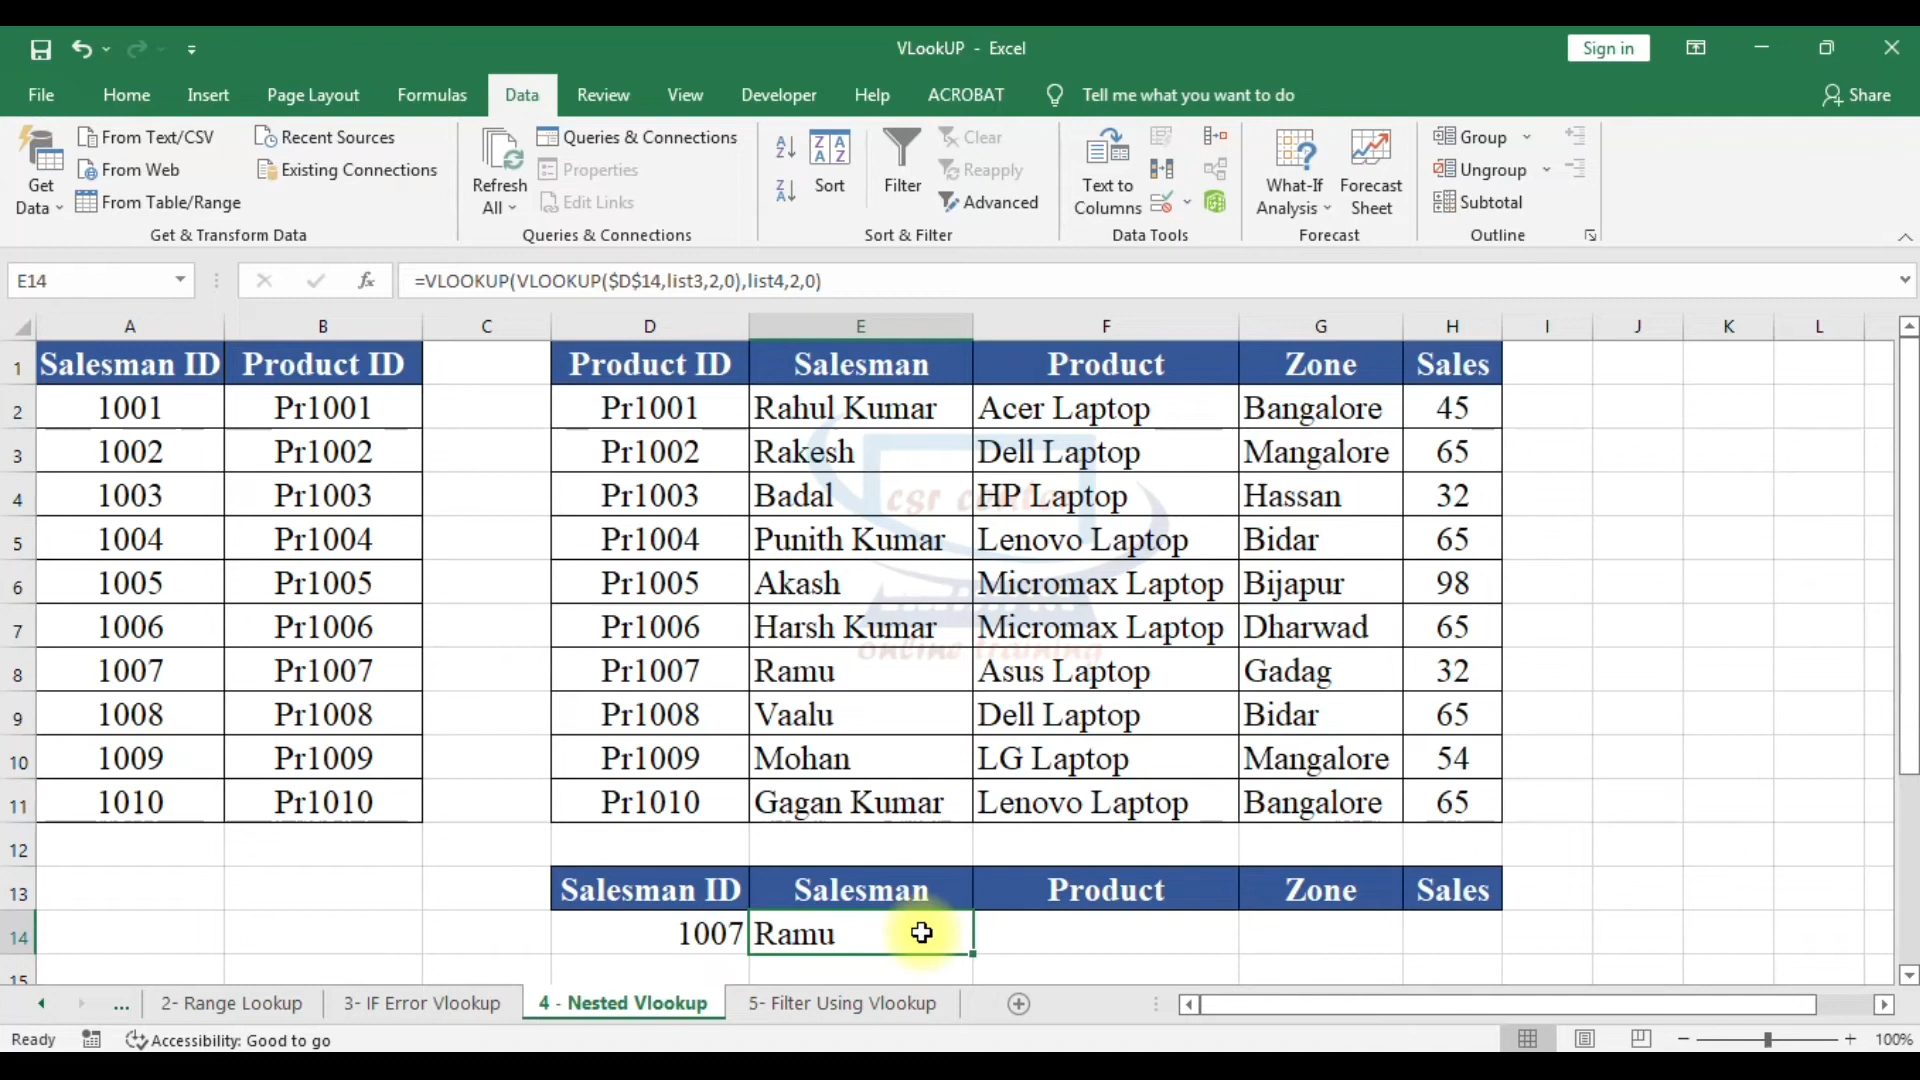 VLookUP - Excel
Sign in
File Home Insert Page Layout Formulas Data Review View Developer Help ACROBAT Tell me what you want to do Share
Get Data
From Text/CSV
From Web
From Table/Range
Recent Sources
Existing Connections
Get & Transform Data
Refresh All
Queries & Connections
Properties
Edit Links
Queries & Connections
Sort
Filter
Clear
Reapply
Advanced
Sort & Filter
Text to Columns
Data Tools
What-If Analysis
Forecast Sheet
Forecast
Group
Ungroup
Subtotal
Outline
E14 fx =VLOOKUP(VLOOKUP($D$14,list3,2,0),list4,2,0)
A B C D E F G H I J K L
1 Salesman ID Product ID Product ID Salesman Product Zone Sales
2 1001 Pr1001 Pr1001 Rahul Kumar Acer Laptop Bangalore 45
3 1002 Pr1002 Pr1002 Rakesh Dell Laptop Mangalore 65
4 1003 Pr1003 Pr1003 Badal HP Laptop Hassan 32
5 1004 Pr1004 Pr1004 Punith Kumar Lenovo Laptop Bidar 65
6 1005 Pr1005 Pr1005 Akash Micromax Laptop Bijapur 98
7 1006 Pr1006 Pr1006 Harsh Kumar Micromax Laptop Dharwad 65
8 1007 Pr1007 Pr1007 Ramu Asus Laptop Gadag 32
9 1008 Pr1008 Pr1008 Vaalu Dell Laptop Bidar 65
10 1009 Pr1009 Pr1009 Mohan LG Laptop Mangalore 54
11 1010 Pr1010 Pr1010 Gagan Kumar Lenovo Laptop Bangalore 65
12
13 Salesman ID Salesman Product Zone Sales
14 1007 Ramu
15
csr center
online training
... 2- Range Lookup 3- IF Error Vlookup 4 - Nested Vlookup 5- Filter Using Vlookup
Ready Accessibility: Good to go 100%